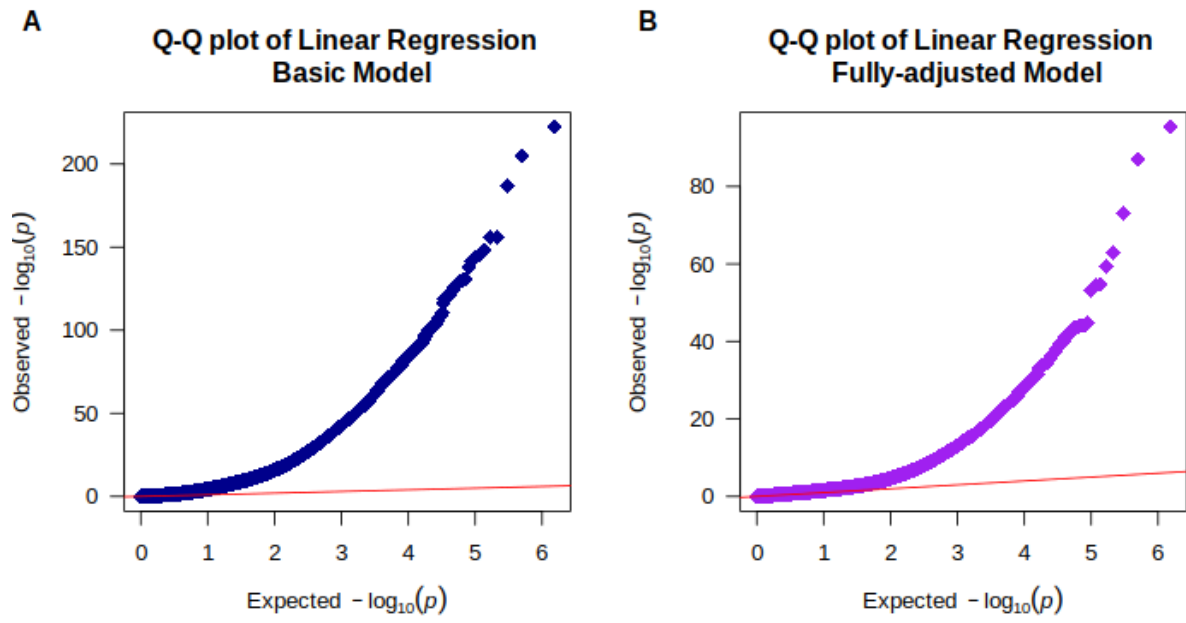 A
Q-Q plot of Linear Regression
Basic Model
200
150
100
50
0
Observed −log₁₀(p)
0 1 2 3 4 5 6
Expected −log₁₀(p)
B
Q-Q plot of Linear Regression
Fully-adjusted Model
80
60
40
20
0
Observed −log₁₀(p)
0 1 2 3 4 5 6
Expected −log₁₀(p)